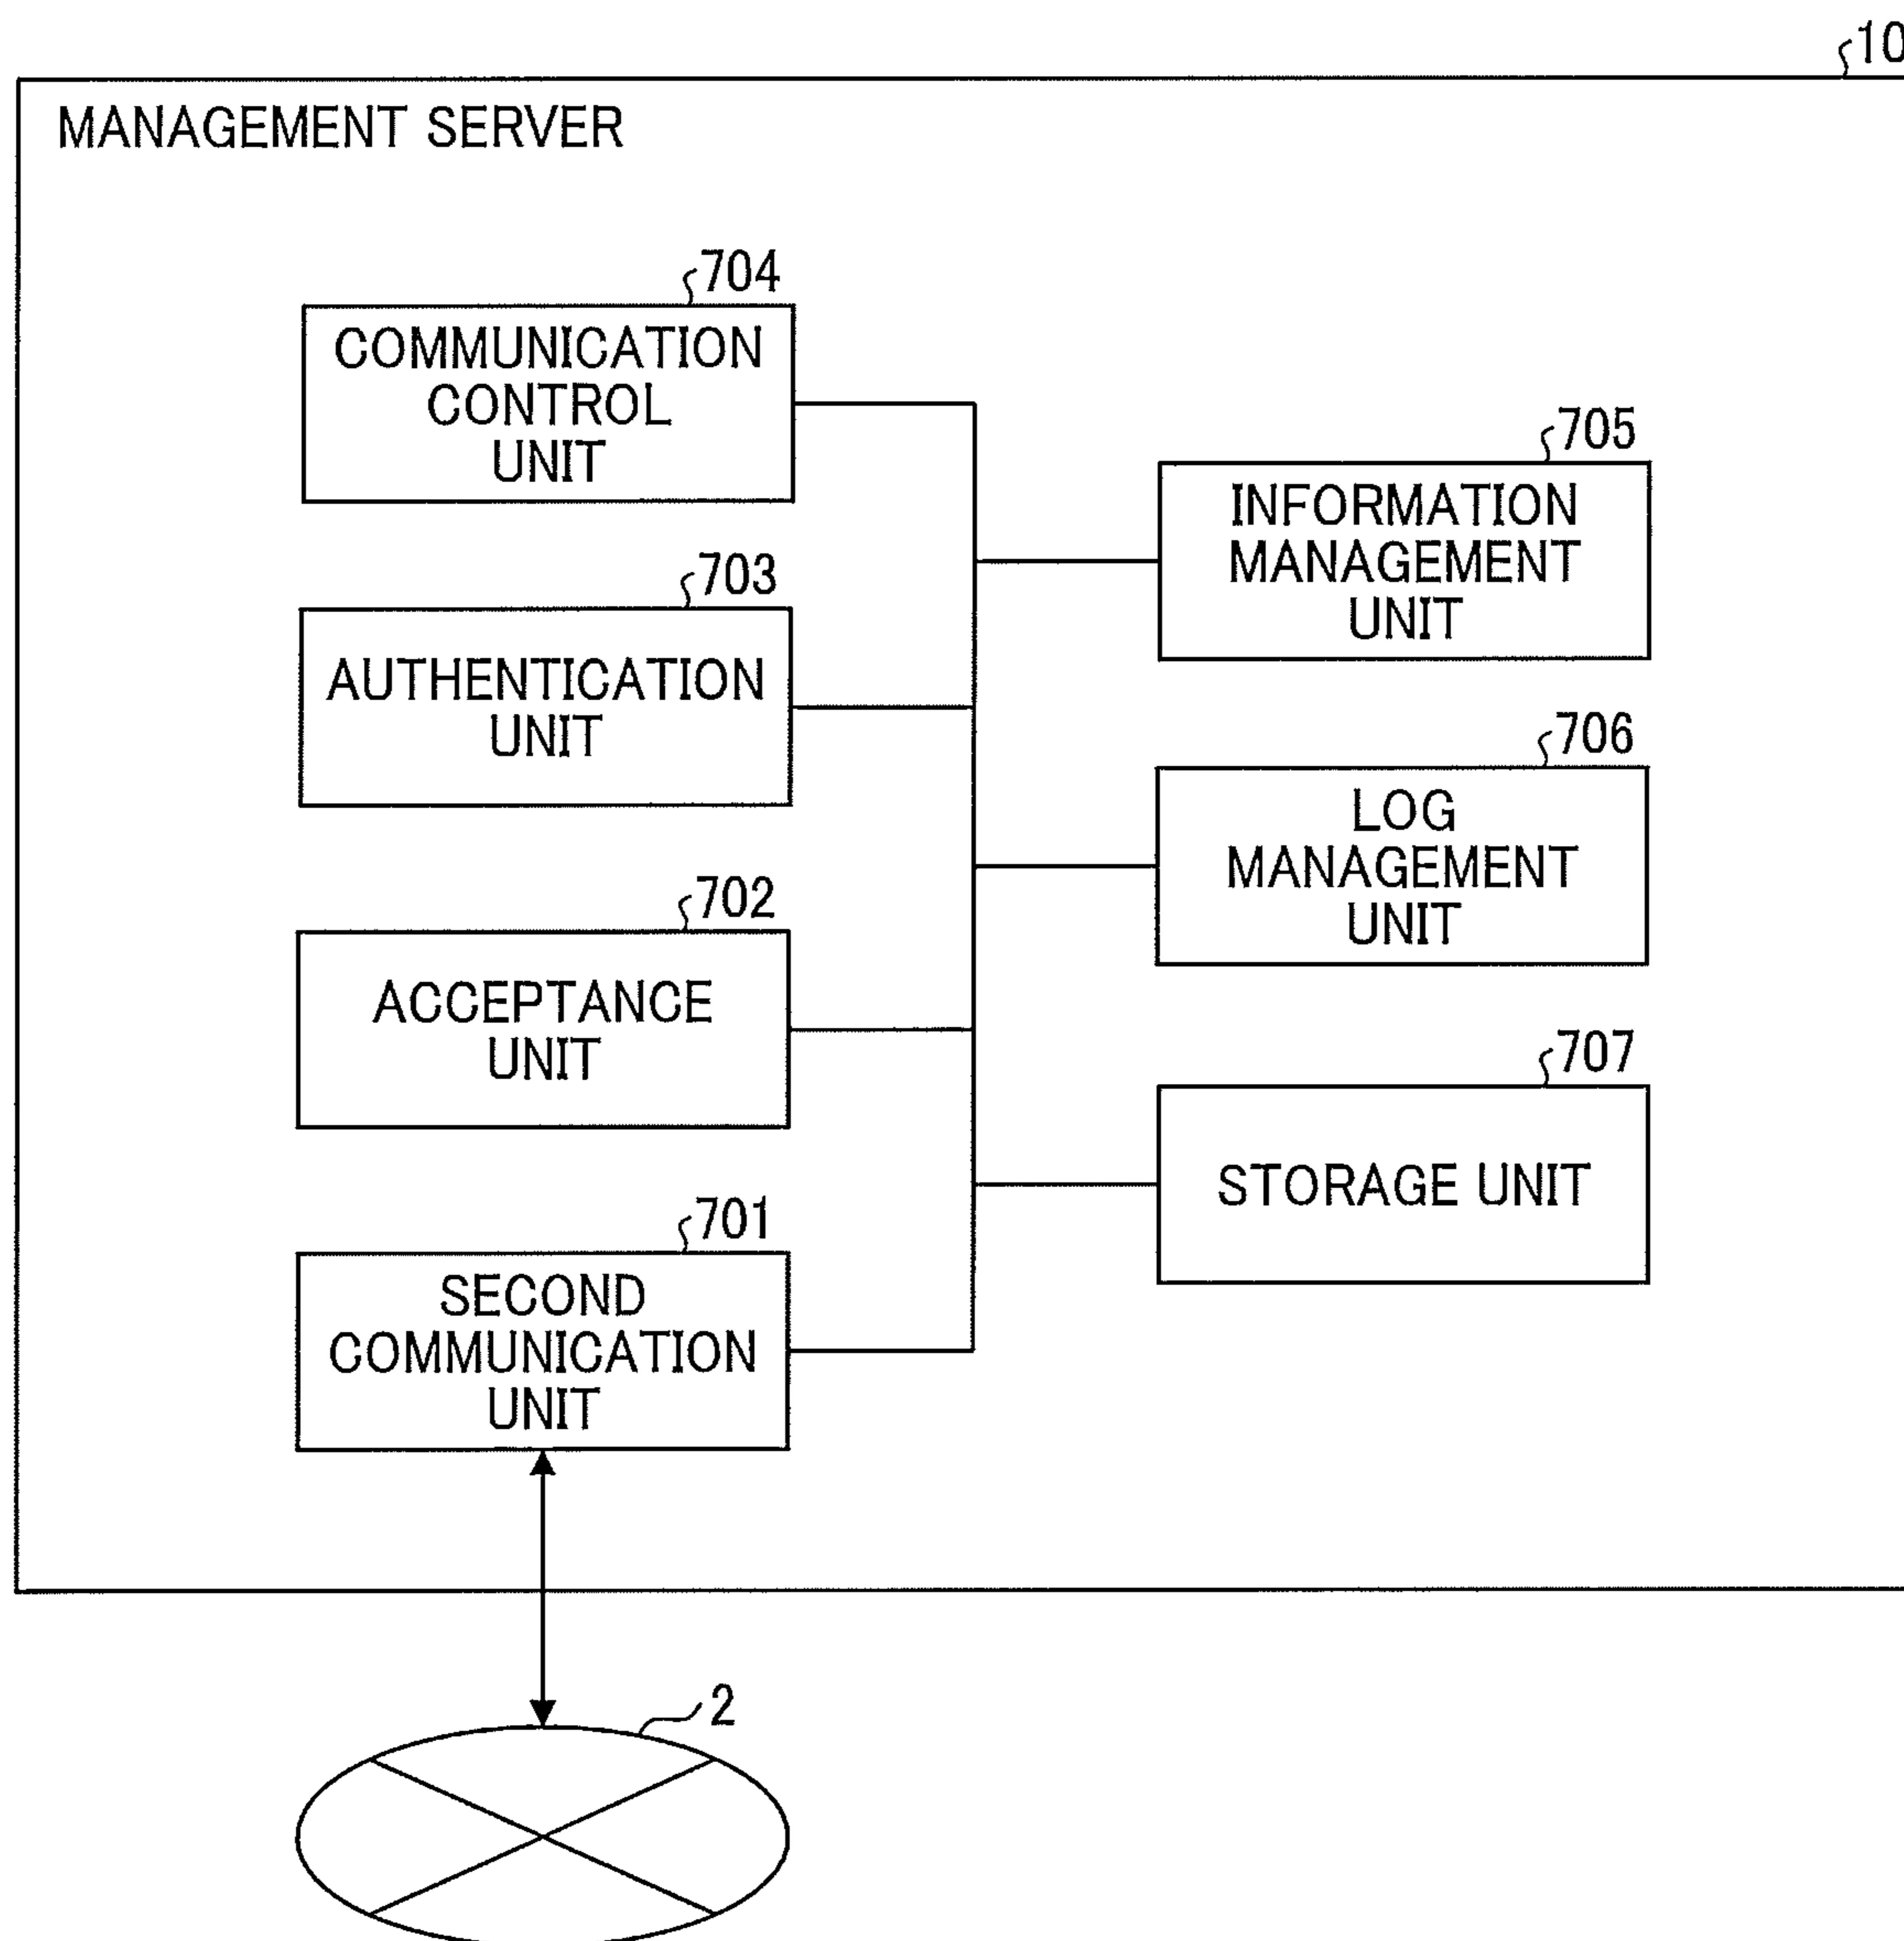 10
MANAGEMENT SERVER
704
COMMUNICATION
CONTROL
UNIT
705
INFORMATION
MANAGEMENT
UNIT
703
AUTHENTICATION
UNIT
706
LOG
MANAGEMENT
UNIT
702
ACCEPTANCE
UNIT
707
STORAGE UNIT
701
SECOND
COMMUNICATION
UNIT
2